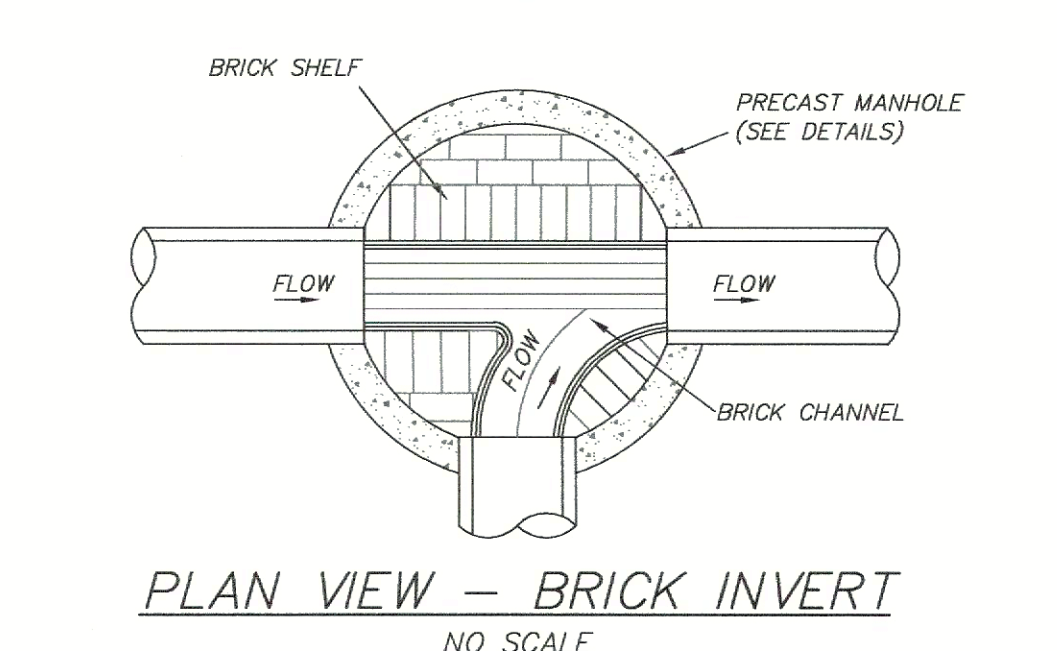 BRICK SHELF
PRECAST MANHOLE
(SEE DETAILS)
FLOW
FLOW
FLOW
BRICK CHANNEL
PLAN VIEW – BRICK INVERT
NO SCALE